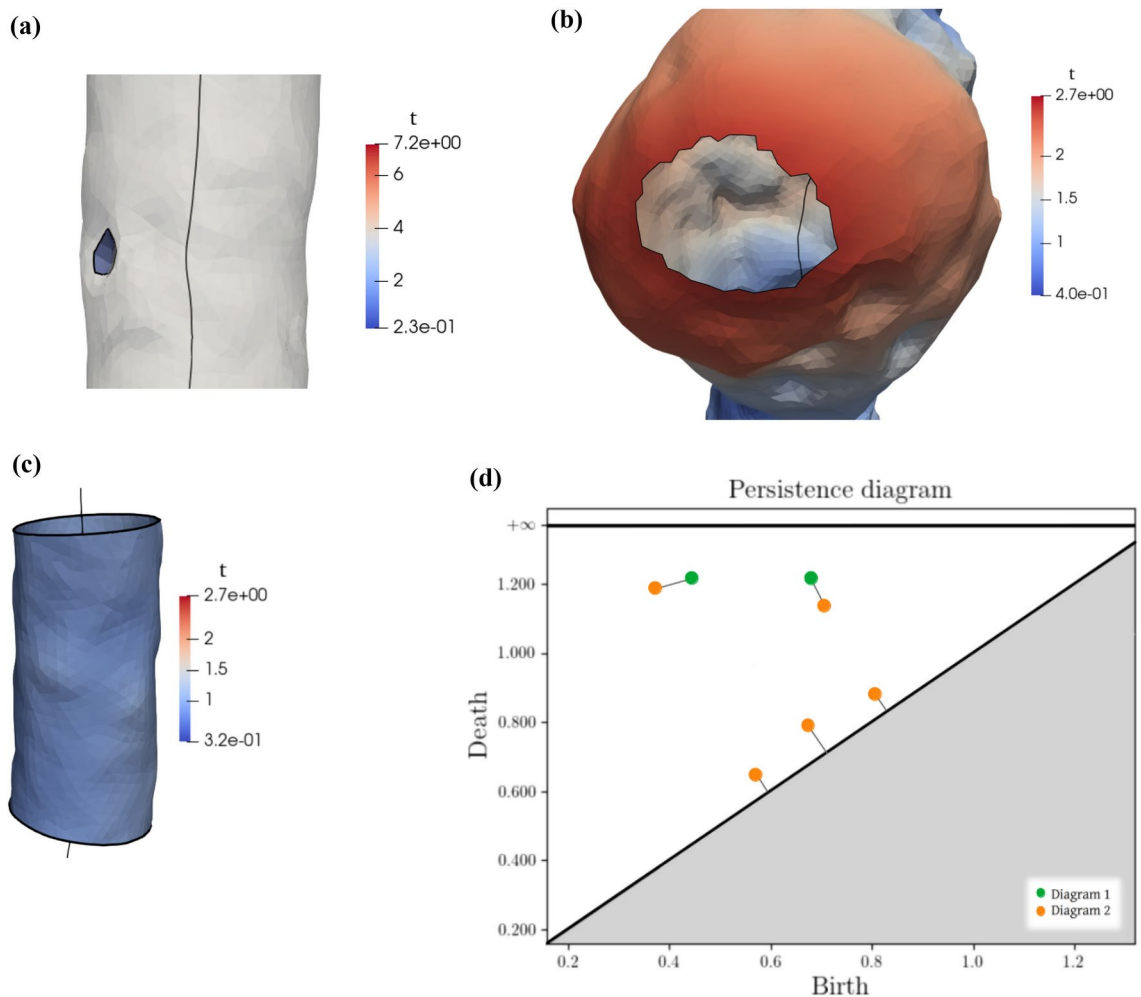 (a)
t
7.2e+00
6
4
2
2.3e-01
(b)
t
2.7e+00
2
1.5
1
4.0e-01
(c)
t
2.7e+00
2
1.5
1
3.2e-01
(d)
Persistence diagram
+∞
1.200
1.000
0.800
0.600
0.400
0.200
Death
Diagram 1
Diagram 2
0.2 0.4 0.6 0.8 1.0 1.2
Birth